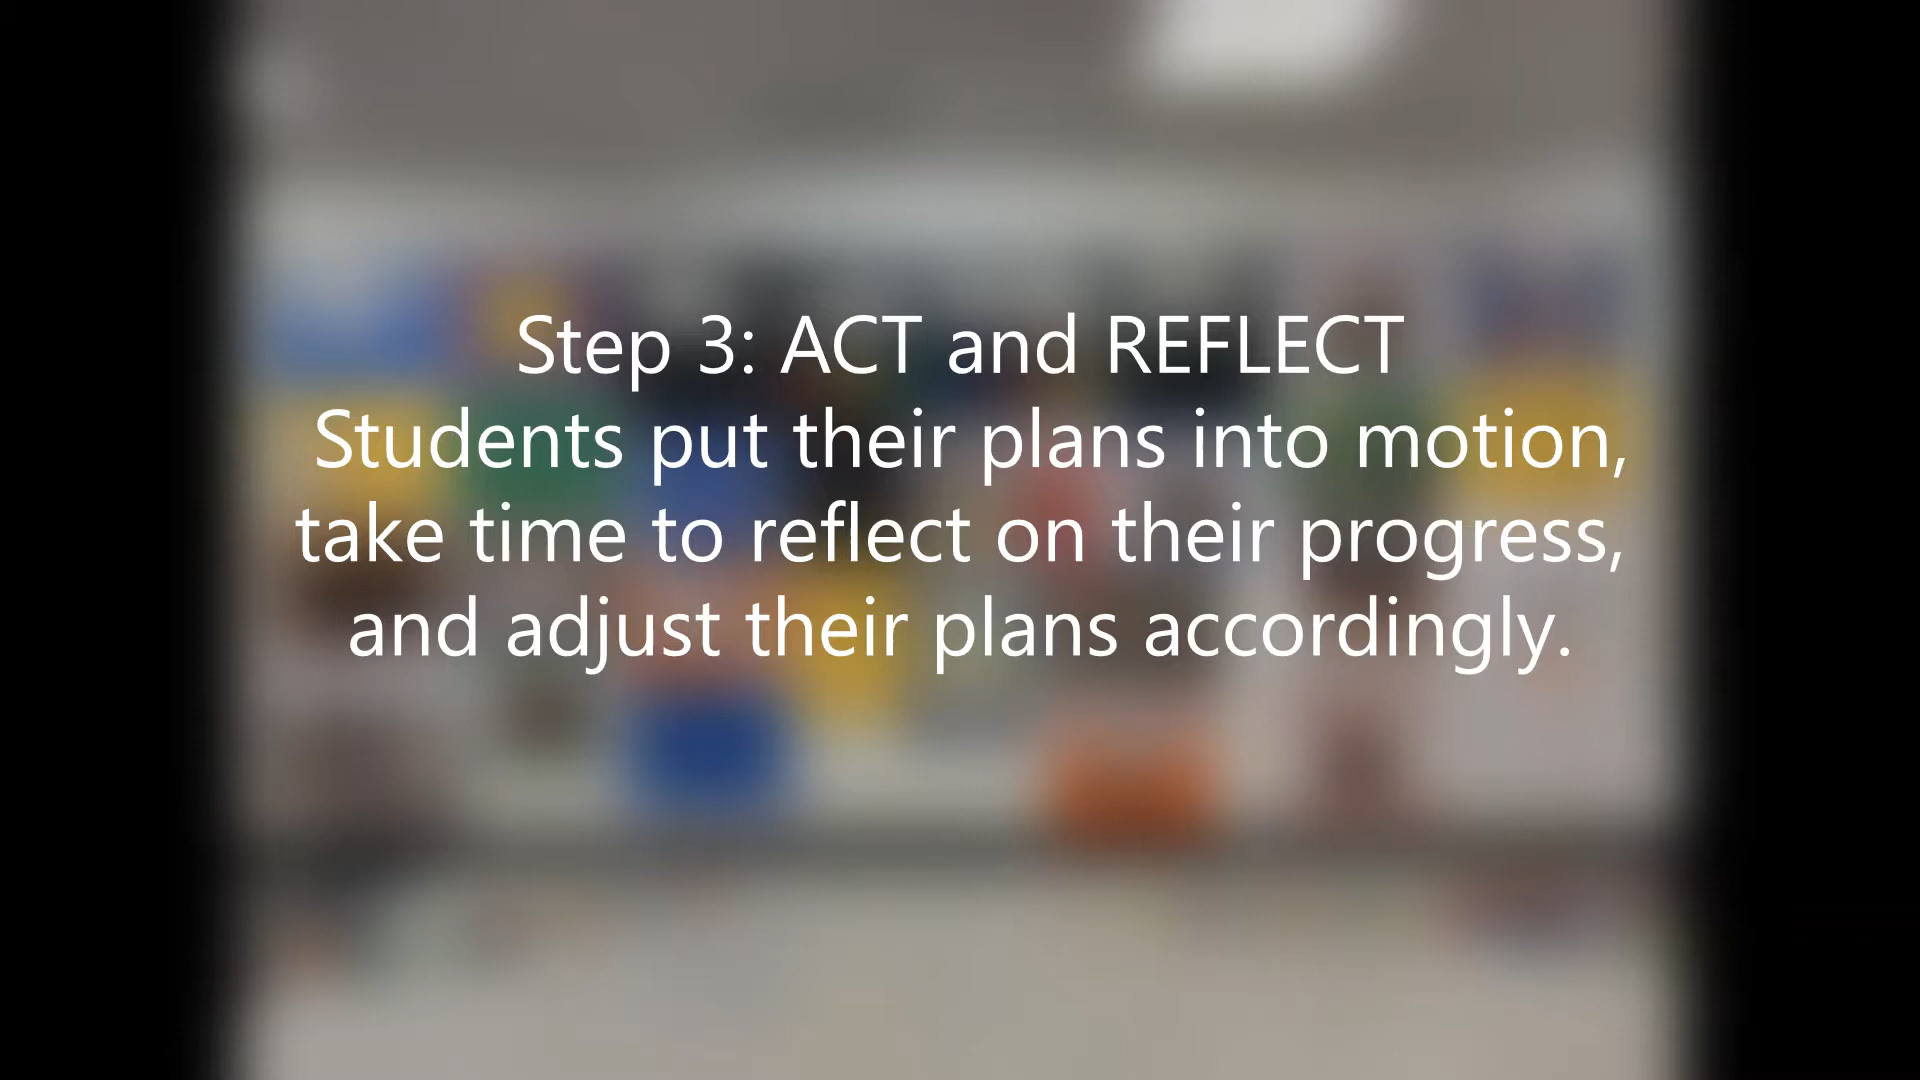 Step 3: ACT and REFLECT
Students put their plans into motion,
take time to reflect on their progress,
and adjust their plans accordingly.